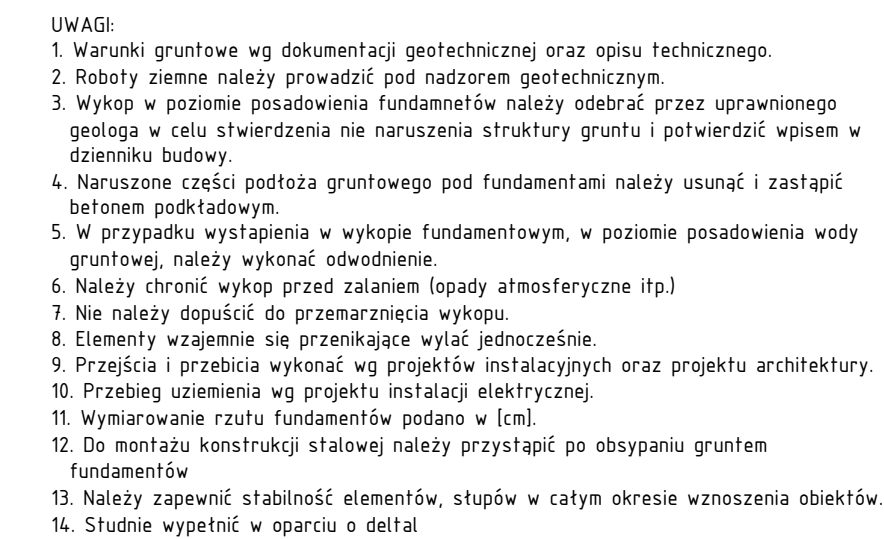 UWAGI:
1. Warunki gruntowe wg dokumentacji geotechnicznej oraz opisu technicznego.
2. Roboty ziemne należy prowadzić pod nadzorem geotechnicznym.
3. Wykop w poziomie posadowienia fundamnetów należy odebrać przez uprawnionego
geologa w celu stwierdzenia nie naruszenia struktury gruntu i potwierdzić wpisem w
dzienniku budowy.
4. Naruszone części podłoża gruntowego pod fundamentami należy usunąć i zastąpić
betonem podkładowym.
5. W przypadku wystapienia w wykopie fundamentowym, w poziomie posadowienia wody
gruntowej, należy wykonać odwodnienie.
6. Należy chronić wykop przed zalaniem (opady atmosferyczne itp.)
7. Nie należy dopuścić do przemarznięcia wykopu.
8. Elementy wzajemnie się przenikające wylać jednocześnie.
9. Przejścia i przebicia wykonać wg projektów instalacyjnych oraz projektu architektury.
10. Przebieg uziemienia wg projektu instalacji elektrycznej.
11. Wymiarowanie rzutu fundamentów podano w [cm].
12. Do montażu konstrukcji stalowej należy przystąpić po obsypaniu gruntem
fundamentów
13. Należy zapewnić stabilność elementów, słupów w całym okresie wznoszenia obiektów.
14. Studnie wypełnić w oparciu o deltal